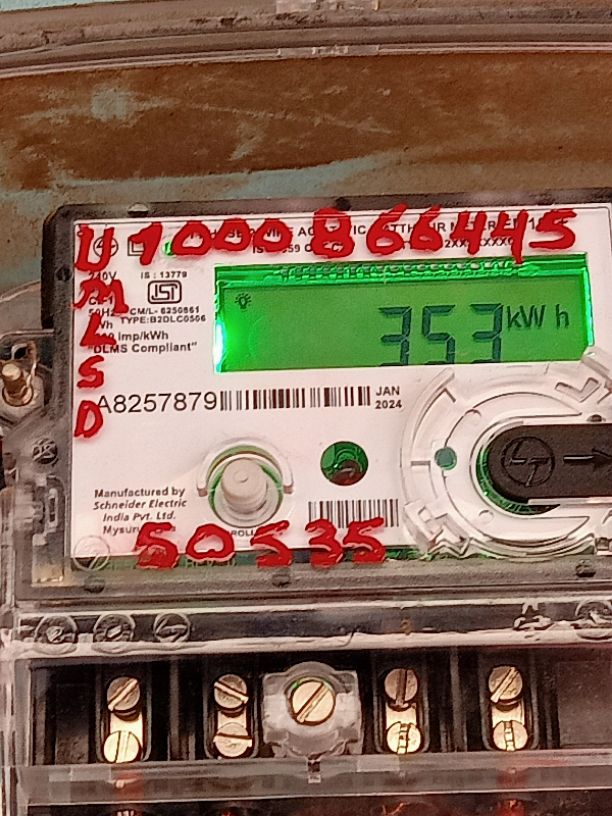 U1000866445
M
L
S
D
240V
IS : 13779
50Hz
CM/L- 6250861
TYPE:B2DLC0506
imp/kWh
DLMS Compliant"
353 kWh
A8257879
JAN
2024
Manufactured by
Schneider Electric
India Pvt. Ltd.
50535